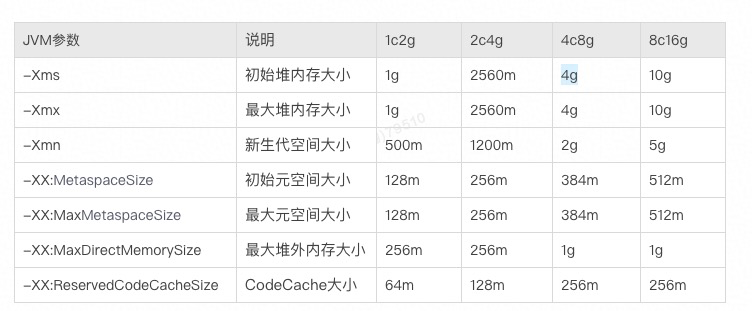 JVM参数 说明 1c2g 2c4g 4c8g 8c16g
-Xms 初始堆内存大小 1g 2560m 4g 10g
-Xmx 最大堆内存大小 1g 2560m 4g 10g
-Xmn 新生代空间大小 500m 1200m 2g 5g
-XX:MetaspaceSize 初始元空间大小 128m 256m 384m 512m
-XX:MaxMetaspaceSize 最大元空间大小 128m 256m 384m 512m
-XX:MaxDirectMemorySize 最大堆外内存大小 256m 256m 1g 1g
-XX:ReservedCodeCacheSize CodeCache大小 64m 128m 256m 256m